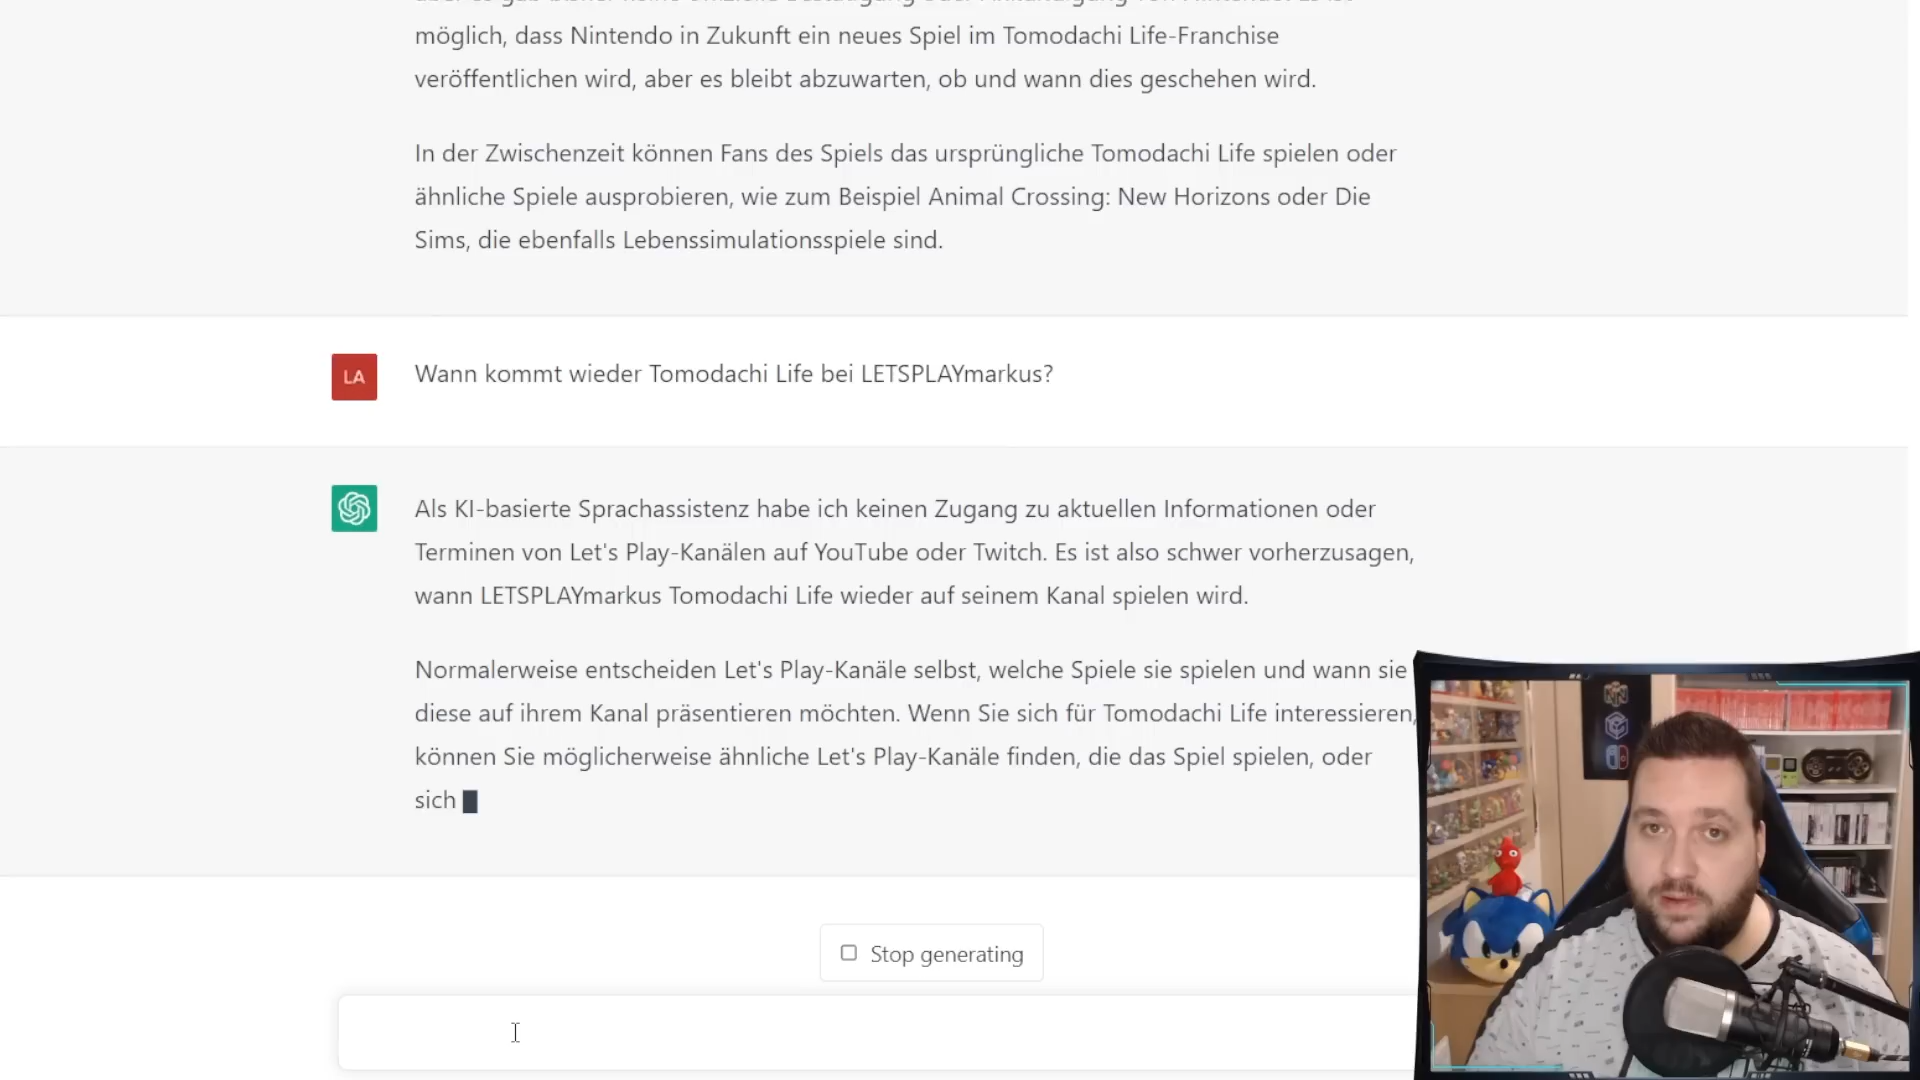 möglich, dass Nintendo in Zukunft ein neues Spiel im Tomodachi Life-Franchise
veröffentlichen wird, aber es bleibt abzuwarten, ob und wann dies geschehen wird.
In der Zwischenzeit können Fans des Spiels das ursprüngliche Tomodachi Life spielen oder
ähnliche Spiele ausprobieren, wie zum Beispiel Animal Crossing: New Horizons oder Die
Sims, die ebenfalls Lebenssimulationsspiele sind.
LA
Wann kommt wieder Tomodachi Life bei LETSPLAYmarkus?
Als KI-basierte Sprachassistenz habe ich keinen Zugang zu aktuellen Informationen oder
Terminen von Let's Play-Kanälen auf YouTube oder Twitch. Es ist also schwer vorherzusagen,
wann LETSPLAYmarkus Tomodachi Life wieder auf seinem Kanal spielen wird.
Normalerweise entscheiden Let's Play-Kanäle selbst, welche Spiele sie spielen und wann sie
diese auf ihrem Kanal präsentieren möchten. Wenn Sie sich für Tomodachi Life interessieren,
können Sie möglicherweise ähnliche Let's Play-Kanäle finden, die das Spiel spielen, oder
sich
Stop generating